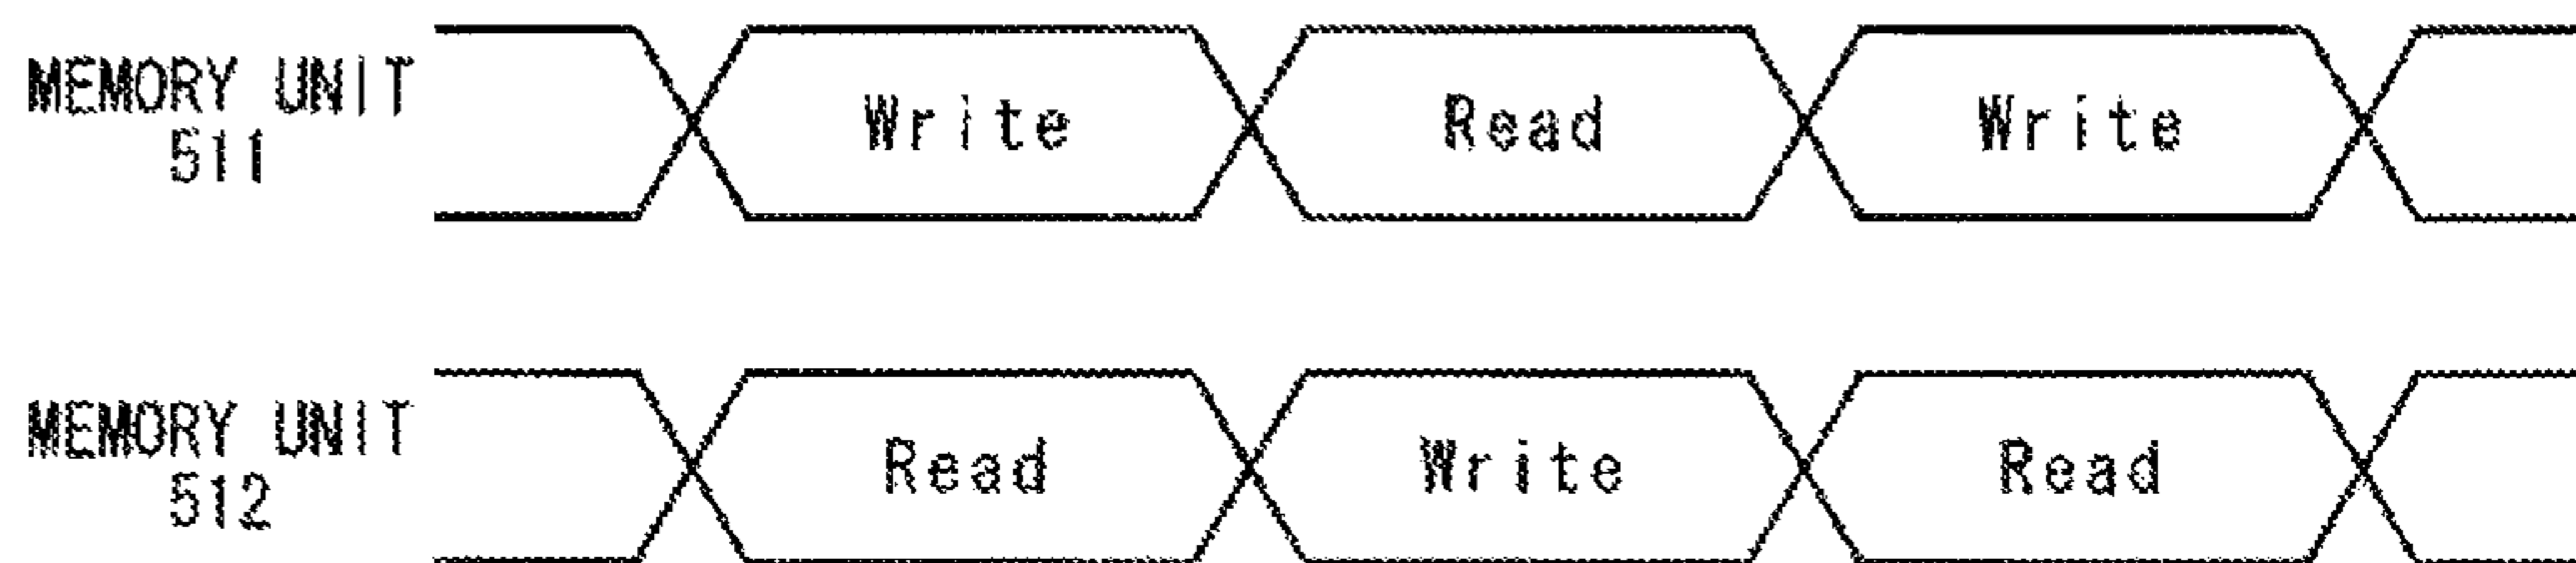 MEMORY UNIT
511
Write
Read
Write
MEMORY UNIT
512
Read
Write
Read